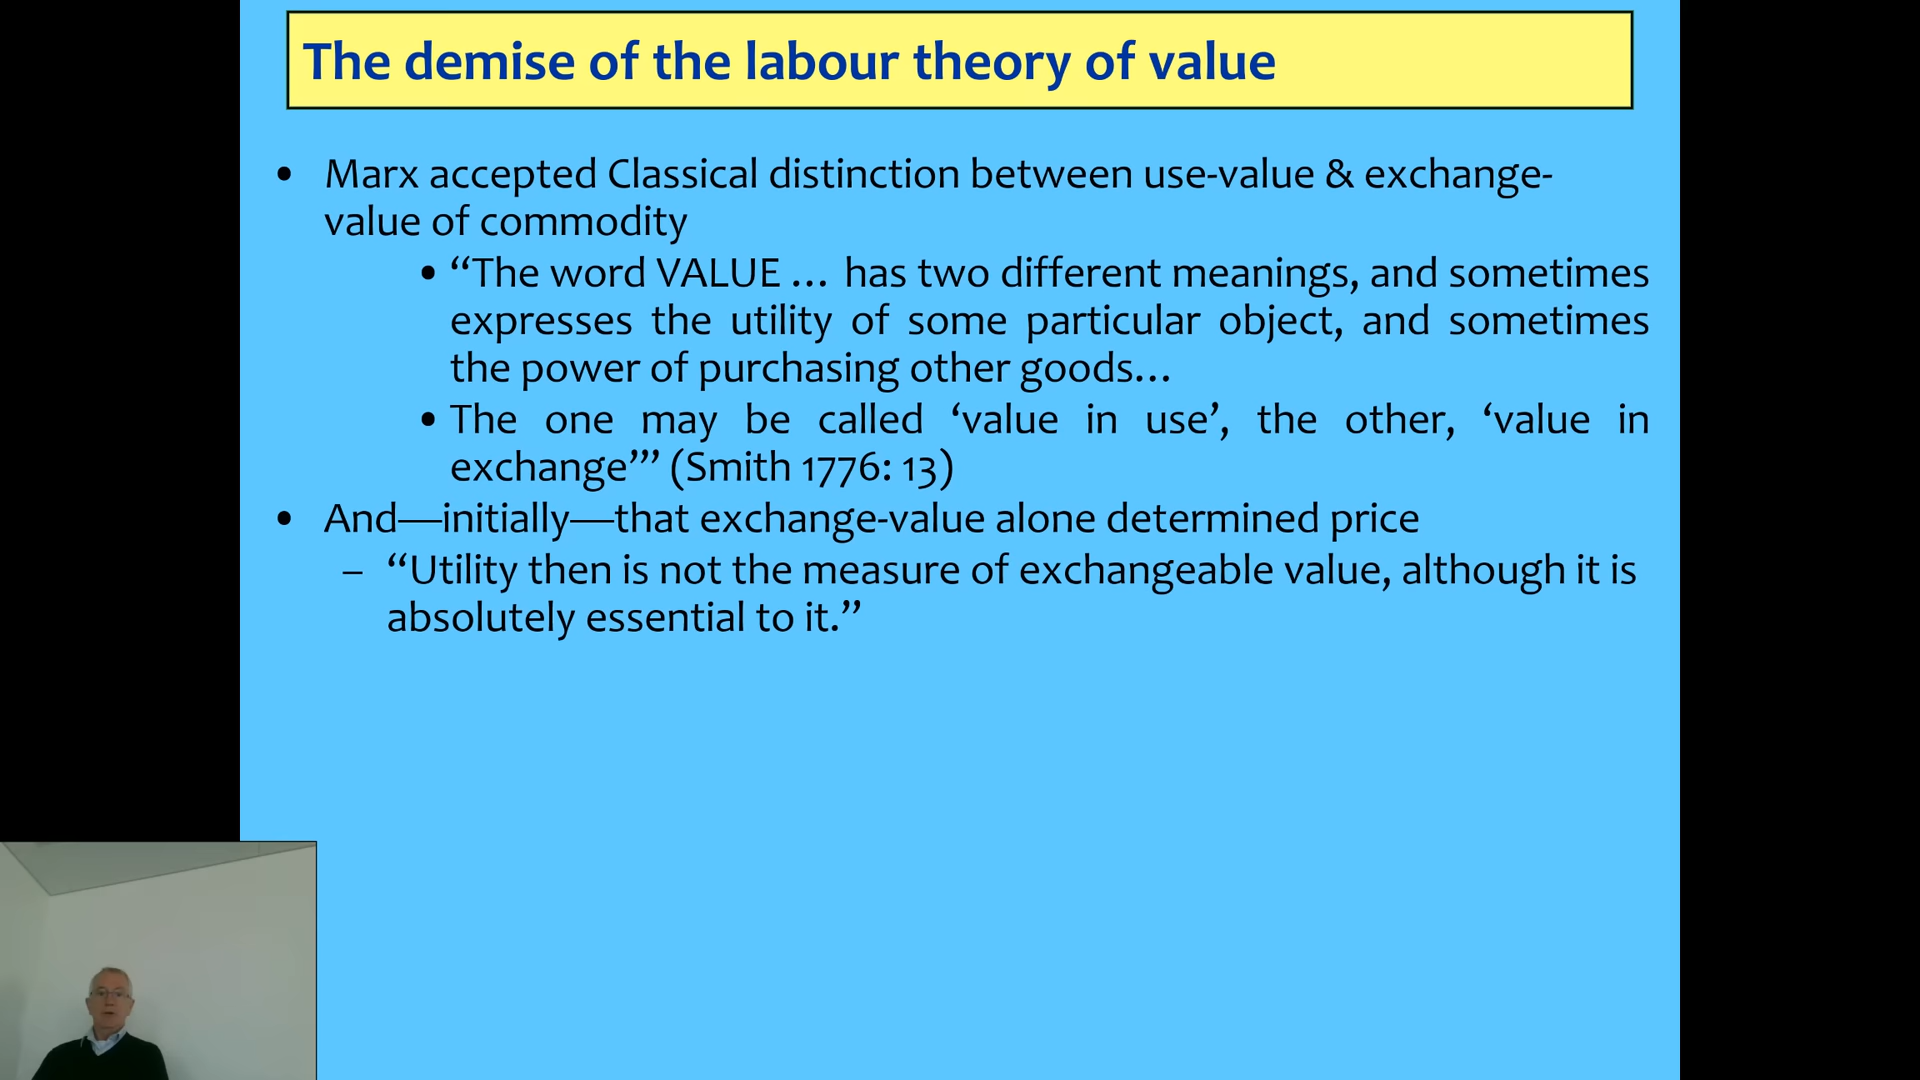 The demise of the labour theory of value
• Marx accepted Classical distinction between use-value & exchange-
value of commodity
• “The word VALUE … has two different meanings, and sometimes
expresses the utility of some particular object, and sometimes
the power of purchasing other goods…
• The one may be called ‘value in use’, the other, ‘value in
exchange’” (Smith 1776: 13)
• And—initially—that exchange-value alone determined price
– “Utility then is not the measure of exchangeable value, although it is
absolutely essential to it.”